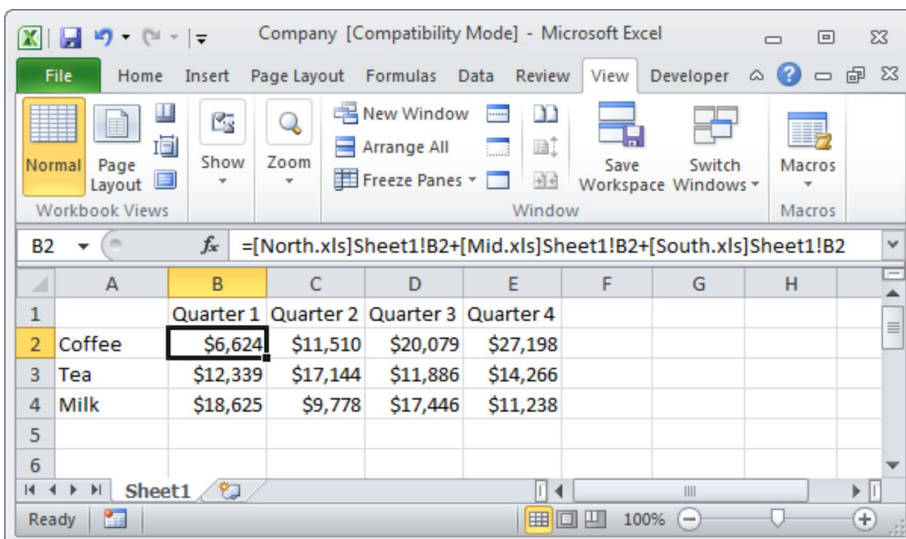 Company [Compatibility Mode] - Microsoft Excel
File Home Insert Page Layout Formulas Data Review View Developer
Normal Page Layout Show Zoom New Window Arrange All Freeze Panes Save Workspace Switch Windows Macros
Workbook Views Window Macros
B2 fx =[North.xls]Sheet1!B2+[Mid.xls]Sheet1!B2+[South.xls]Sheet1!B2
A B C D E F G H
1 Quarter 1 Quarter 2 Quarter 3 Quarter 4
2 Coffee $6,624 $11,510 $20,079 $27,198
3 Tea $12,339 $17,144 $11,886 $14,266
4 Milk $18,625 $9,778 $17,446 $11,238
5
6
Sheet1
Ready 100%